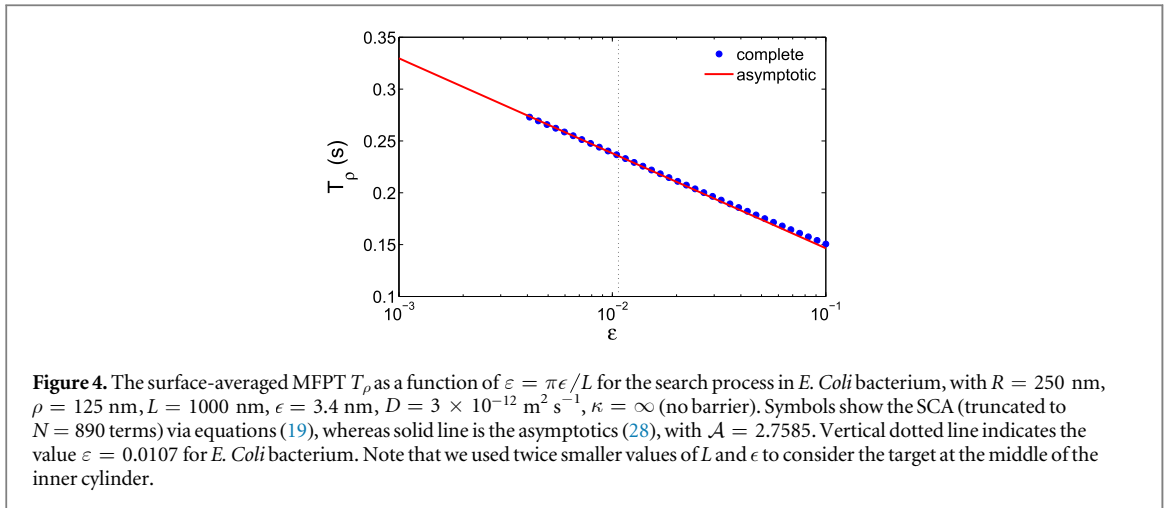 0.35
0.3
0.25
0.2
0.15
0.1
T_ρ (s)
complete
asymptotic
10^−3
10^−2
10^−1
ε
Figure 4. The surface-averaged MFPT T_ρ as a function of ε = πϵ/L for the search process in E. Coli bacterium, with R = 250 nm,
ρ = 125 nm, L = 1000 nm, ϵ = 3.4 nm, D = 3 × 10^−12 m^2 s^−1, κ = ∞ (no barrier). Symbols show the SCA (truncated to
N = 890 terms) via equations (19), whereas solid line is the asymptotics (28), with 𝒜 = 2.7585. Vertical dotted line indicates the
value ε = 0.0107 for E. Coli bacterium. Note that we used twice smaller values of L and ϵ to consider the target at the middle of the
inner cylinder.